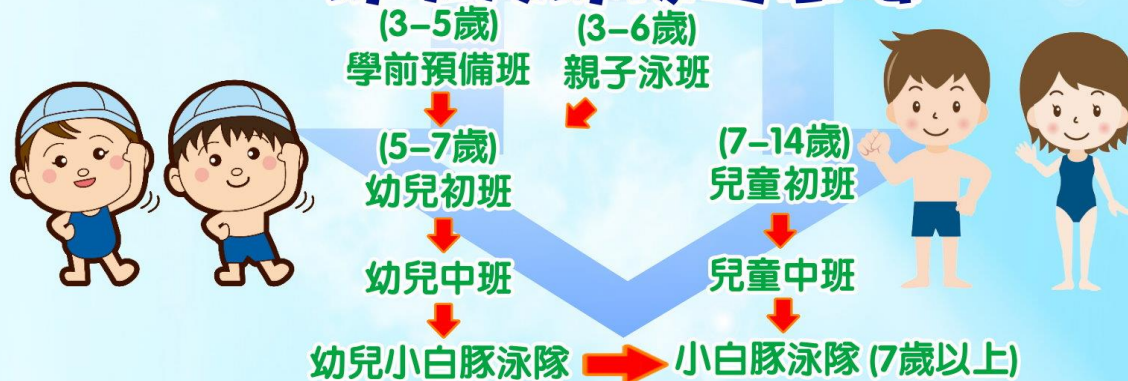 (3–5歲)
學前預備班
(3–6歲)
親子泳班
(5–7歲)
幼兒初班
(7–14歲)
兒童初班
幼兒中班
兒童中班
幼兒小白豚泳隊
小白豚泳隊 (7歲以上)